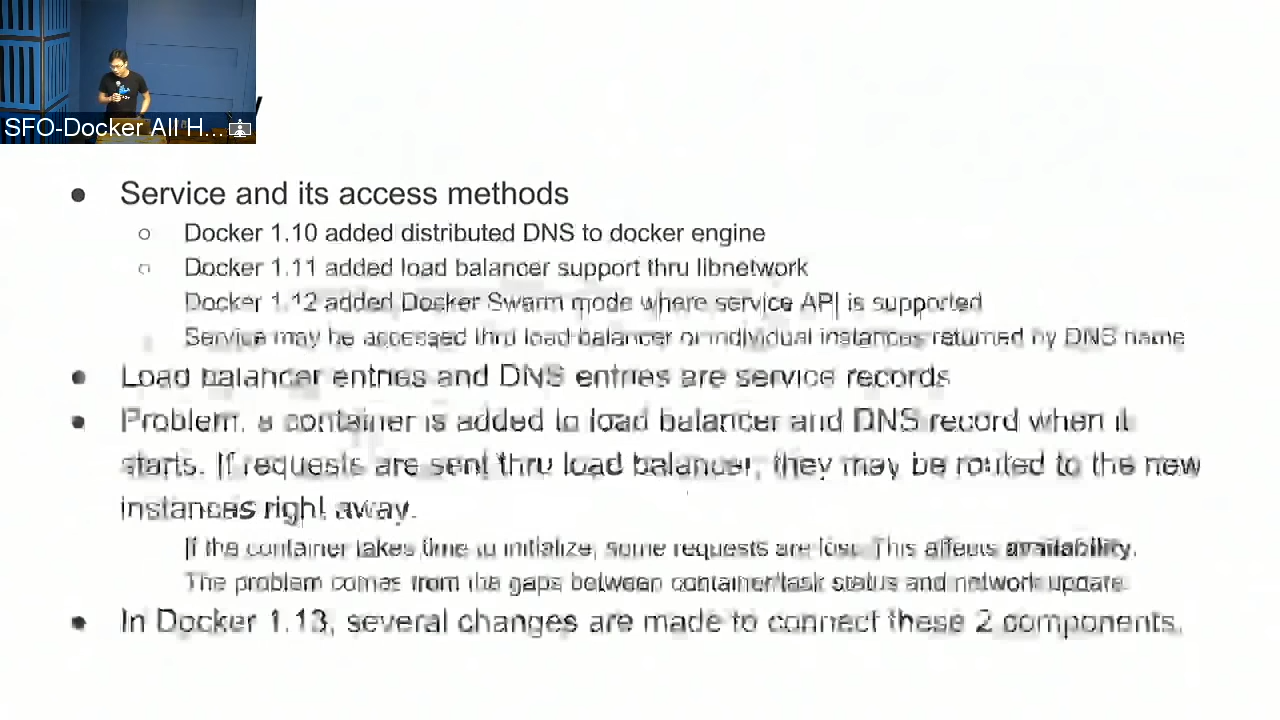 SFO-Docker All H...
Service and its access methods
Docker 1.10 added distributed DNS to docker engine
Docker 1.11 added load balancer support thru libnetwork
Docker 1.12 added Docker Swarm mode where service API is supported
Service may be accessed thru load balancer or individual instances returned by DNS name
Load balancer entries and DNS entries are service records
Problem, a container is added to load balancer and DNS record when it
starts. If requests are sent thru load balancer, they may be routed to the new
instances right away.
If the container takes time to initialize, some requests are lost. This affects availability.
The problem comes from the gaps between container/task status and network update.
In Docker 1.13, several changes are made to connect these 2 components.